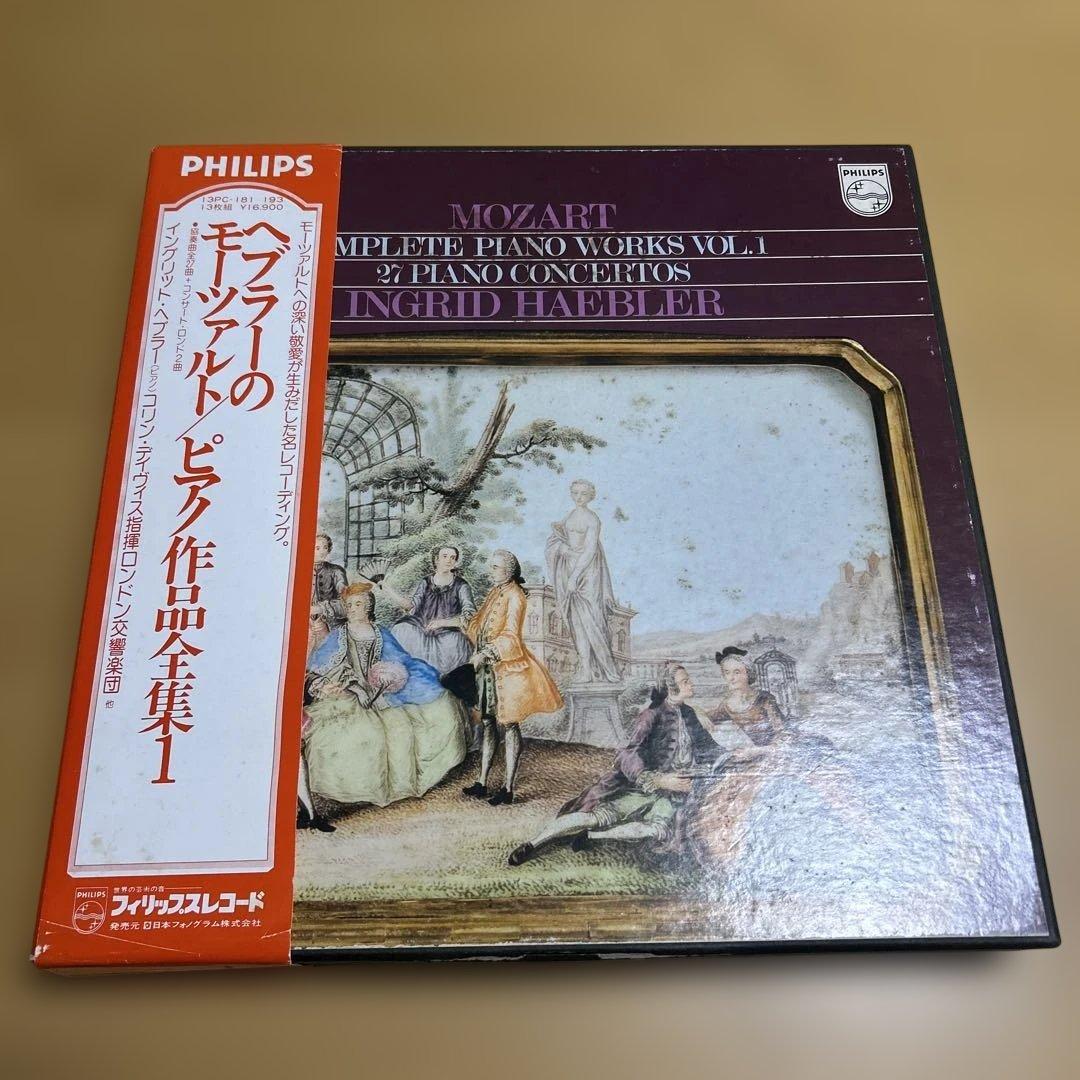 PHILIPS
13PC-181 193
13枚組 ¥16,900
モーツァルトへの深い敬愛が生みだした名レコーディング。
ヘブラーの
モーツァルト/ピアノ作品全集1
●協奏曲全27曲+コンサート・ロンド2曲
イングリット・ヘブラー(ピアノ)コリン・デイヴィス指揮ロンドン交響楽団 他
PHILIPS
世界の芸術の音
フィリップスレコード
発売元 日本フォノグラム株式会社
PHILIPS
MOZART
MPLETE PIANO WORKS VOL.1
27 PIANO CONCERTOS
INGRID HAEBLER